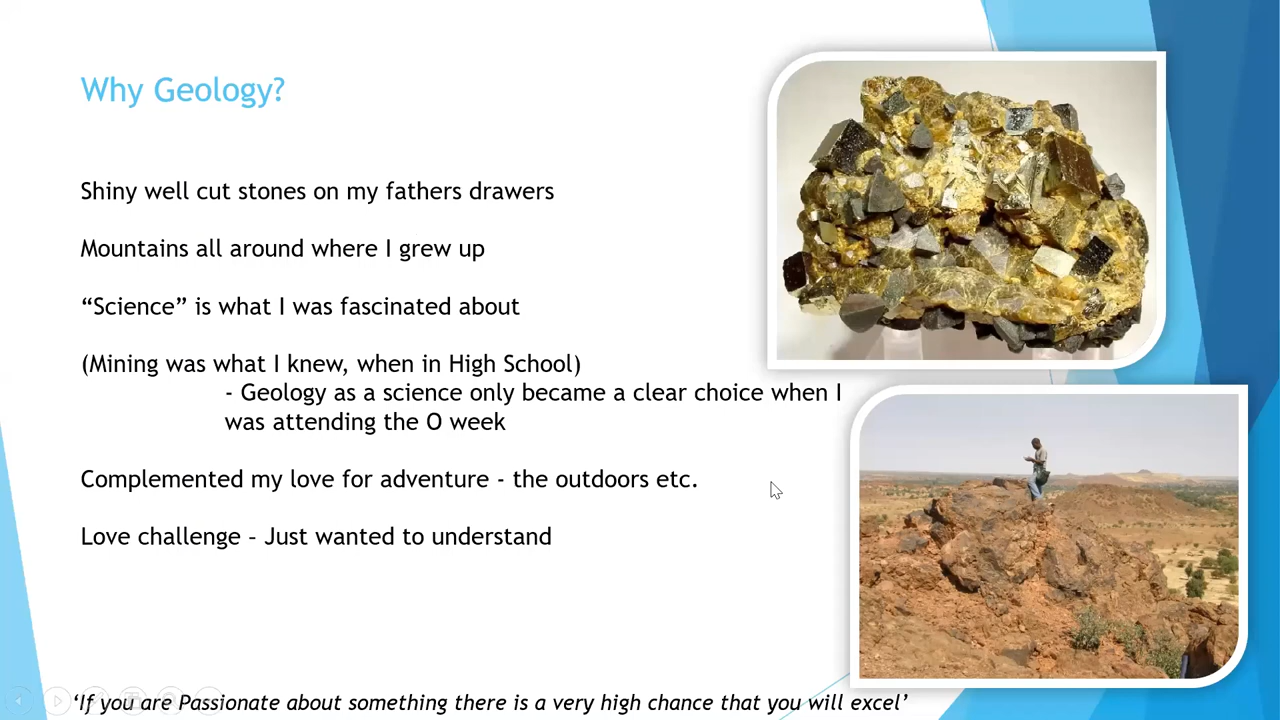 Why Geology?
Shiny well cut stones on my fathers drawers
Mountains all around where I grew up
“Science” is what I was fascinated about
(Mining was what I knew, when in High School)
- Geology as a science only became a clear choice when I
was attending the O week
Complemented my love for adventure - the outdoors etc.
Love challenge – Just wanted to understand
‘If you are Passionate about something there is a very high chance that you will excel’